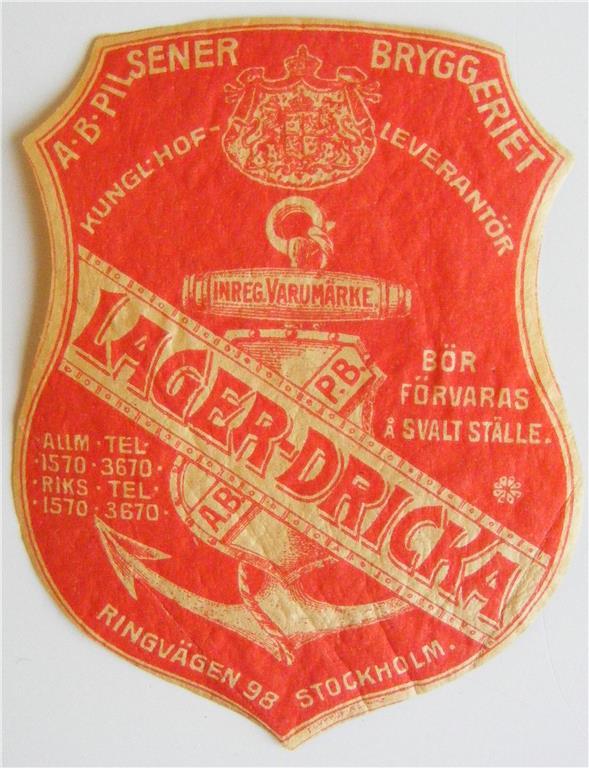 A·B·PILSENER BRYGGERIET
KUNGL·HOF-LEVERANTÖR
INREG. VARUMÄRKE
LAGER-DRICKA
P.B.
A.B
BÖR
FÖRVARAS
Å SVALT STÄLLE.
ALLM·TEL·
·1570·3670·
·RIKS·TEL·
·1570·3670·
RINGVÄGEN 98 STOCKHOLM.